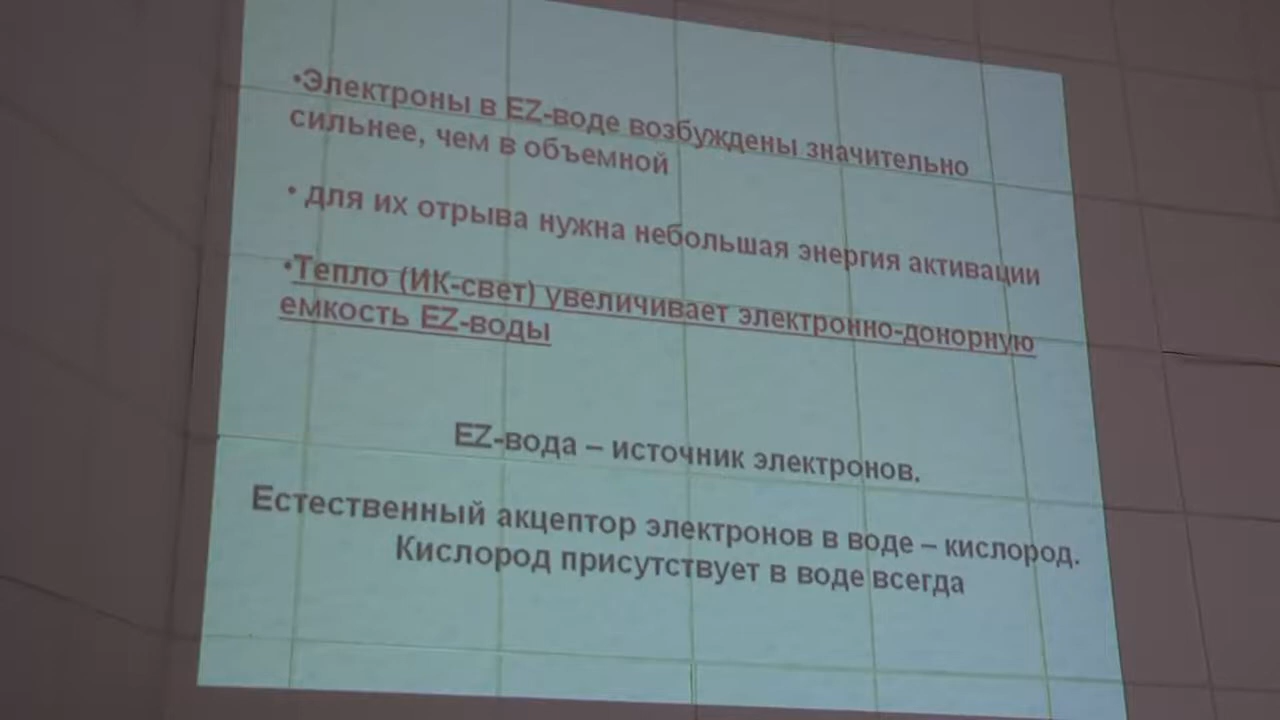 •Электроны в EZ-воде возбуждены значительно
сильнее, чем в объемной
• для их отрыва нужна небольшая энергия активации
•Тепло (ИК-свет) увеличивает электронно-донорную
емкость EZ-воды
EZ-вода – источник электронов.
Естественный акцептор электронов в воде – кислород.
Кислород присутствует в воде всегда